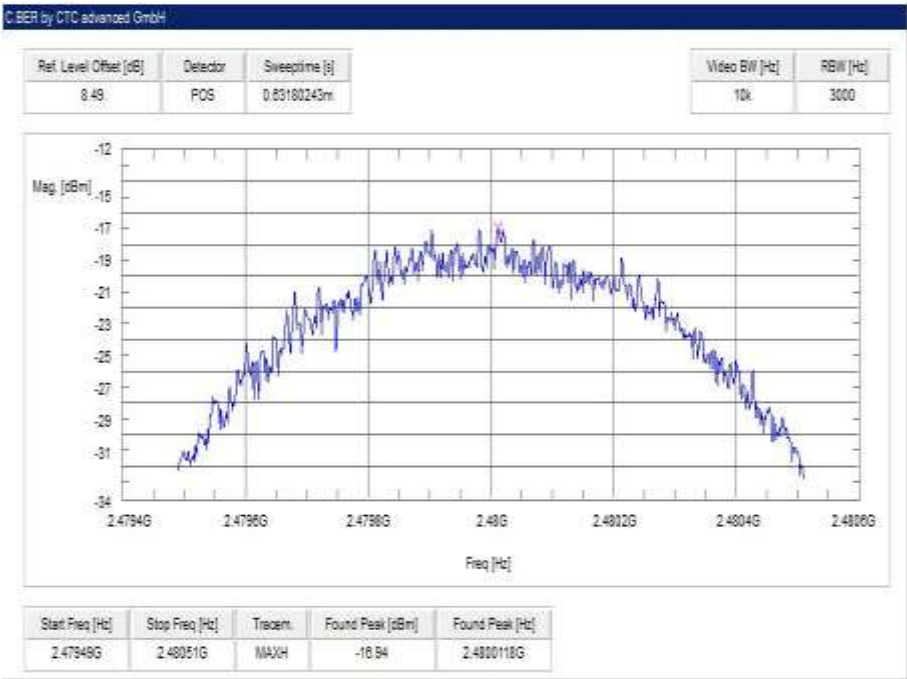 C.BER by CTC advanced GmbH
Ref. Level Offset [dB] Detector Sweeptime [s] Video BW [Hz] RBW [Hz]
8.49 POS 0.63180243m 10k 3000
-12
Mag. [dBm]
-15
-17
-19
-21
-23
-25
-27
-29
-31
-34
2.4794G 2.4796G 2.4798G 2.48G 2.4802G 2.4804G 2.4806G
Freq [Hz]
Start Freq [Hz] Stop Freq [Hz] Tracem. Found Peak [dBm] Found Peak [Hz]
2.47949G 2.48051G MAXH -16.94 2.4800118G